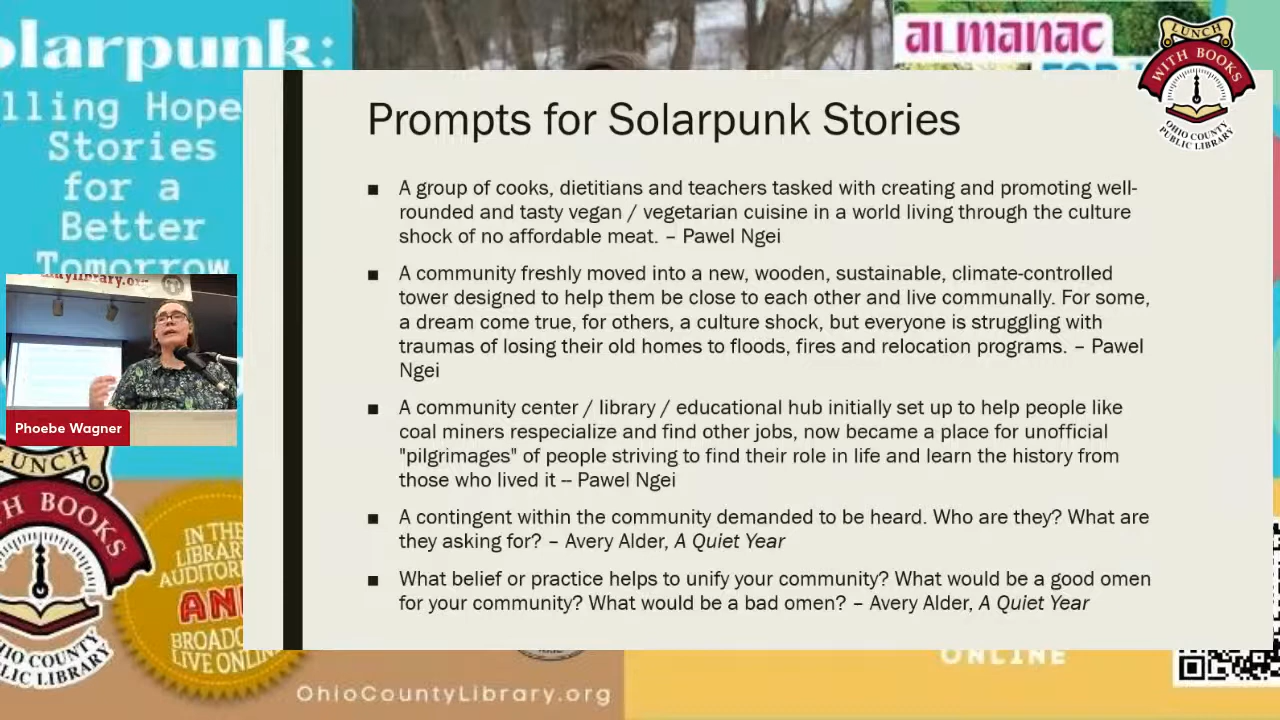 olarpunk:
lling Hope
Stories
for a
Better
Tomorrow
almanac
LUNCH
WITH BOOKS
OHIO COUNTY
PUBLIC LIBRARY
Prompts for Solarpunk Stories
■ A group of cooks, dietitians and teachers tasked with creating and promoting well-
rounded and tasty vegan / vegetarian cuisine in a world living through the culture
shock of no affordable meat. – Pawel Ngei
■ A community freshly moved into a new, wooden, sustainable, climate-controlled
tower designed to help them be close to each other and live communally. For some,
a dream come true, for others, a culture shock, but everyone is struggling with
traumas of losing their old homes to floods, fires and relocation programs. – Pawel
Ngei
■ A community center / library / educational hub initially set up to help people like
coal miners respecialize and find other jobs, now became a place for unofficial
"pilgrimages" of people striving to find their role in life and learn the history from
those who lived it -- Pawel Ngei
■ A contingent within the community demanded to be heard. Who are they? What are
they asking for? – Avery Alder, A Quiet Year
■ What belief or practice helps to unify your community? What would be a good omen
for your community? What would be a bad omen? – Avery Alder, A Quiet Year
Phoebe Wagner
LUNCH
TH BOOKS
HIO COUNTY
LIBRARY
IN THE
LIBRAR
AUDITORI
AN
BROADC
LIVE ONLIN
OhioCountyLibrary.org
ONLINE